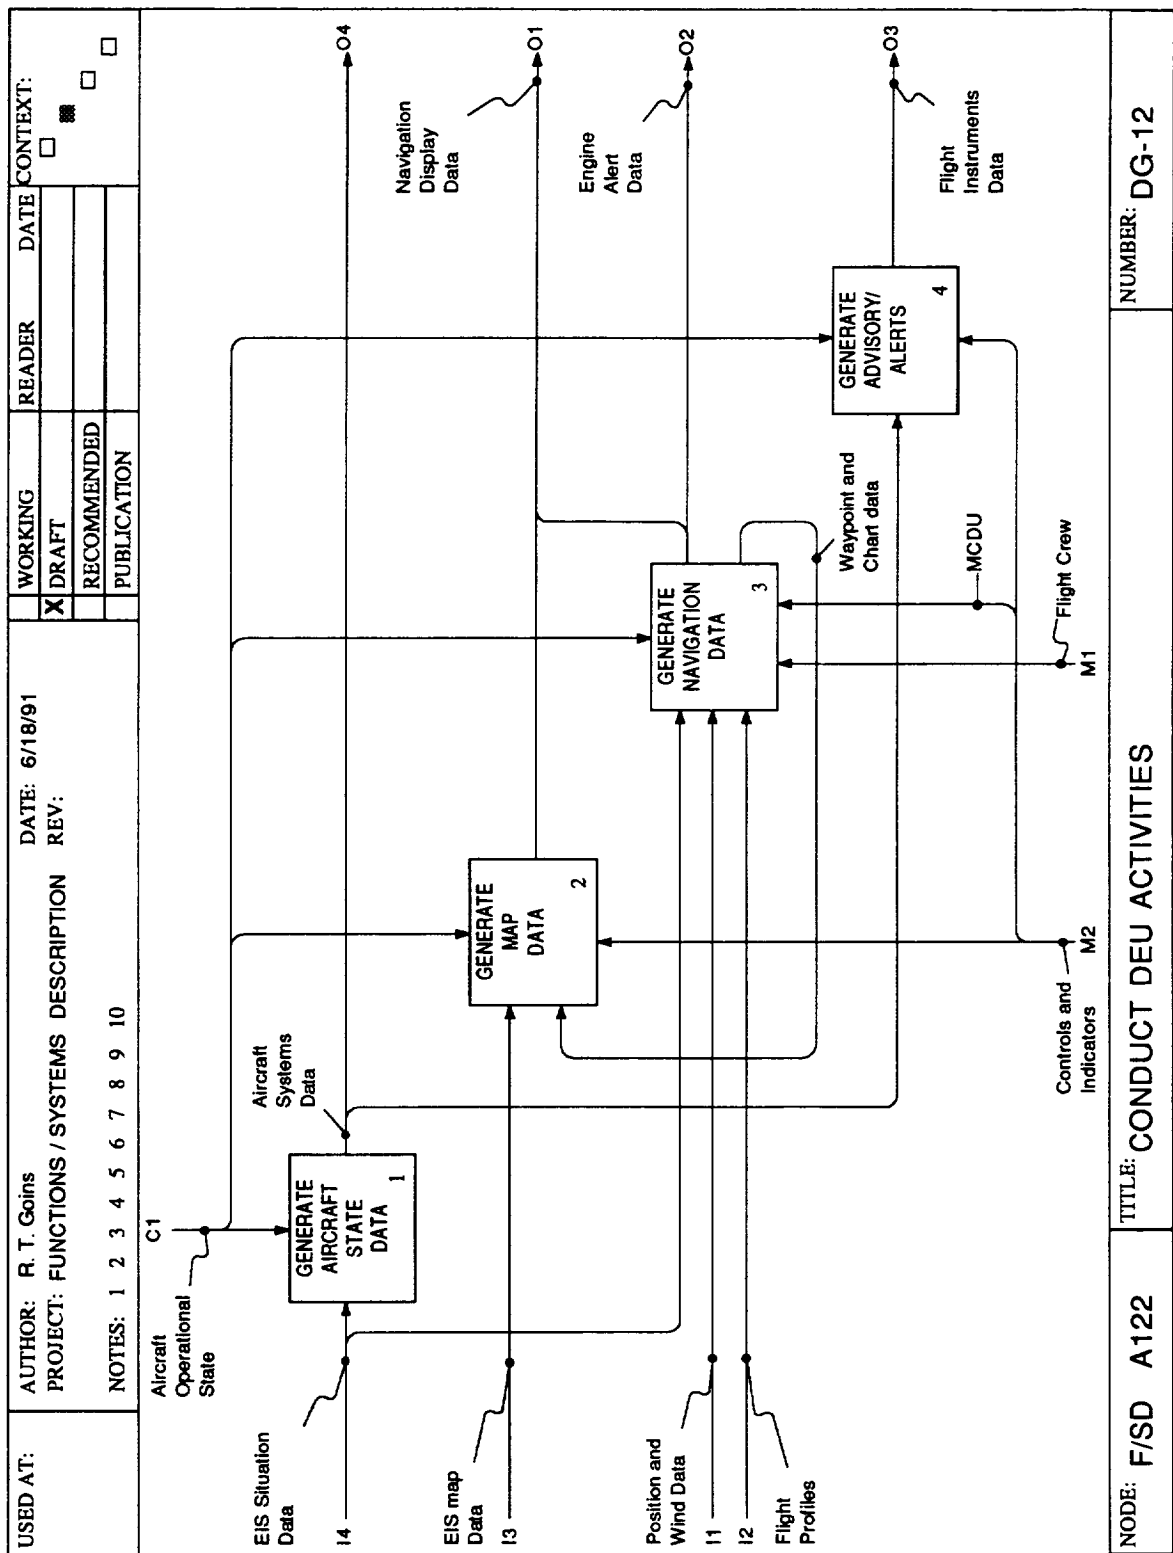 USED AT:
AUTHOR: R. T. Goins
DATE: 6/18/91
PROJECT: FUNCTIONS / SYSTEMS DESCRIPTION
REV:
NOTES: 1 2 3 4 5 6 7 8 9 10
WORKING
X DRAFT
RECOMMENDED
PUBLICATION
READER
DATE
CONTEXT:
C1
Aircraft
Operational
State
EIS Situation
Data
I4
GENERATE
AIRCRAFT
STATE
DATA
1
Aircraft
Systems
Data
O4
EIS map
Data
I3
GENERATE
MAP
DATA
2
Navigation
Display
Data
O1
Position and
Wind Data
I1
I2
Flight
Profiles
GENERATE
NAVIGATION
DATA
3
Engine
Alert
Data
O2
Waypoint and
Chart data
GENERATE
ADVISORY/
ALERTS
4
Flight
Instruments
Data
O3
MCDU
Flight Crew
M1
Controls and
Indicators
M2
NODE: F/SD A122
TITLE: CONDUCT DEU ACTIVITIES
NUMBER: DG-12